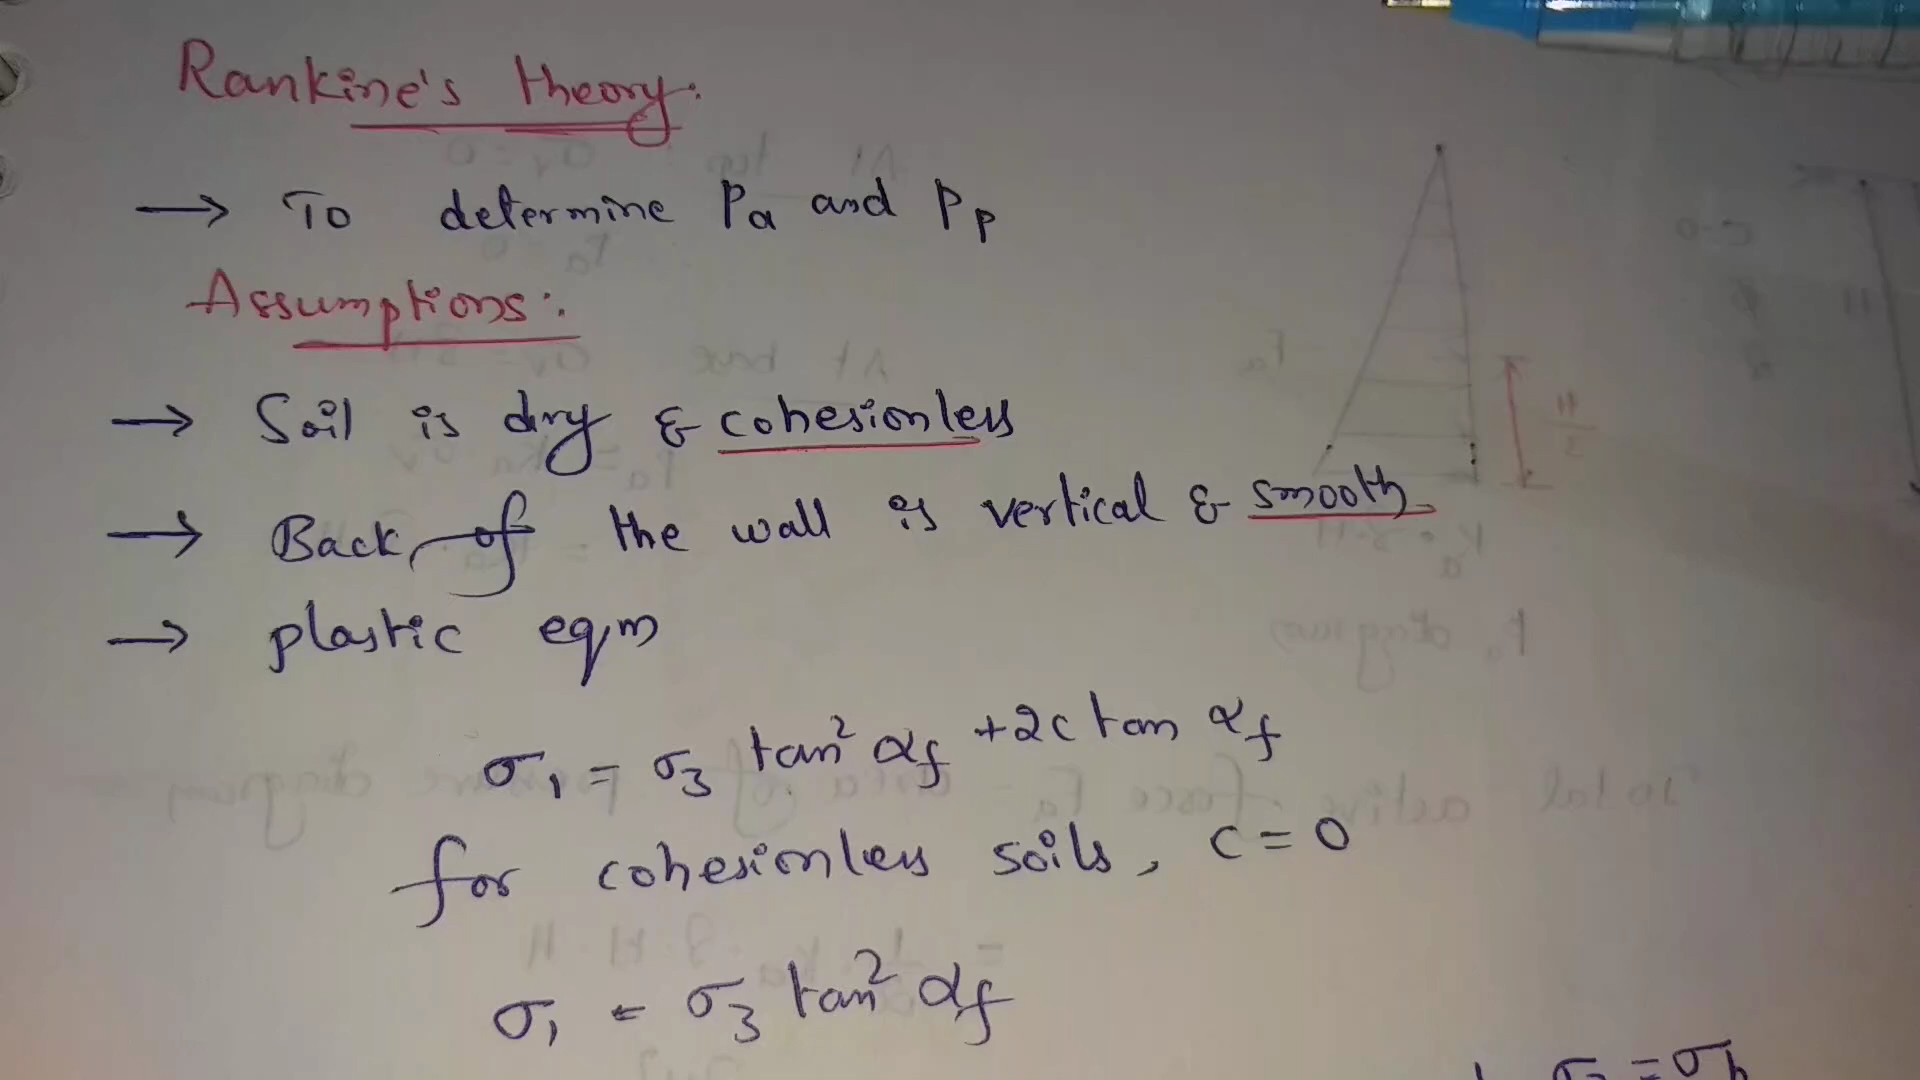 Rankine's theory:
→ To determine Pa and Pp
Assumptions:
→ Soil is dry & cohesionless
→ Back of the wall is vertical & smooth
→ plastic eqm
σ₁ = σ₃ tan² αf + 2c tan αf
for cohesionless soils, c = 0
σ₁ = σ₃ tan² αf